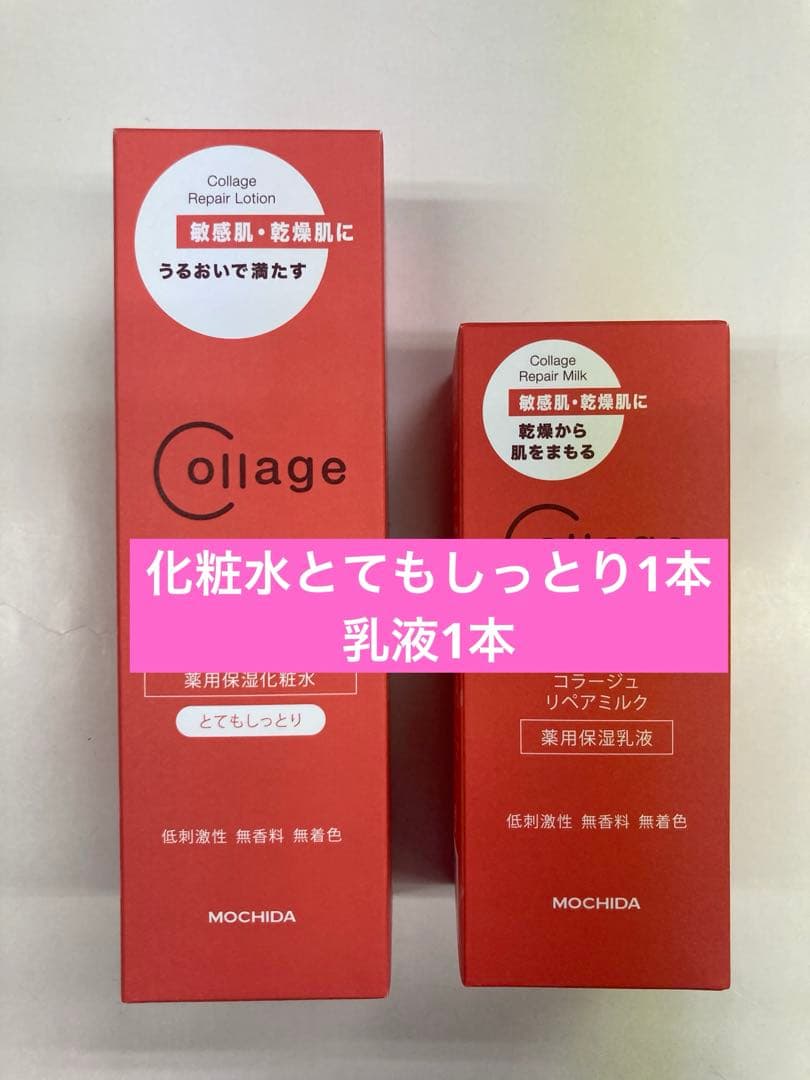 Collage
Repair Lotion
敏感肌・乾燥肌に
うるおいで満たす
Collage
薬用保湿化粧水
とてもしっとり
低刺激性 無香料 無着色
MOCHIDA
Collage
Repair Milk
敏感肌・乾燥肌に
乾燥から
肌をまもる
Collage
コラージュ
リペアミルク
薬用保湿乳液
低刺激性 無香料 無着色
MOCHIDA
化粧水とてもしっとり1本
乳液1本